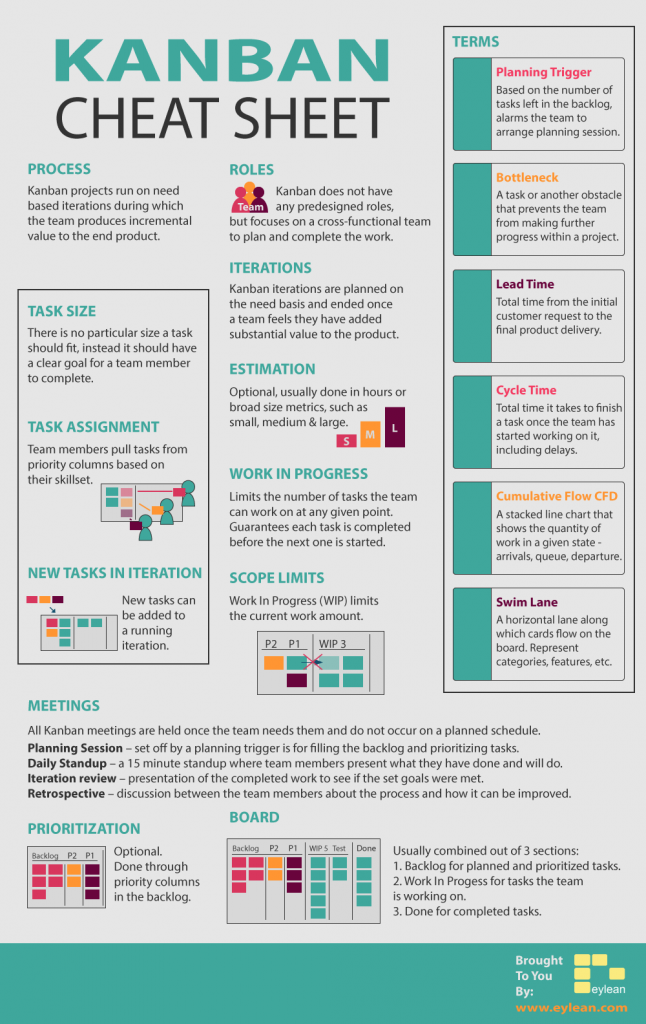 KANBAN
CHEAT SHEET
PROCESS
Kanban projects run on need
based iterations during which
the team produces incremental
value to the end product.
TASK SIZE
There is no particular size a task
should fit, instead it should have
a clear goal for a team member
to complete.
TASK ASSIGNMENT
Team members pull tasks from
priority columns based on
their skillset.
NEW TASKS IN ITERATION
New tasks can
be added to
a running
iteration.
ROLES
Team
Kanban does not have
any predesigned roles,
but focuses on a cross-functional team
to plan and complete the work.
ITERATIONS
Kanban iterations are planned on
the need basis and ended once
a team feels they have added
substantial value to the product.
ESTIMATION
Optional, usually done in hours or
broad size metrics, such as
small, medium & large.
S M L
WORK IN PROGRESS
Limits the number of tasks the team
can work on at any given point.
Guarantees each task is completed
before the next one is started.
SCOPE LIMITS
Work In Progress (WIP) limits
the current work amount.
P2 P1 WIP 3
TERMS
Planning Trigger
Based on the number of
tasks left in the backlog,
alarms the team to
arrange planning session.
Bottleneck
A task or another obstacle
that prevents the team
from making further
progress within a project.
Lead Time
Total time from the initial
customer request to the
final product delivery.
Cycle Time
Total time it takes to finish
a task once the team has
started working on it,
including delays.
Cumulative Flow CFD
A stacked line chart that
shows the quantity of
work in a given state -
arrivals, queue, departure.
Swim Lane
A horizontal lane along
which cards flow on the
board. Represent
categories, features, etc.
MEETINGS
All Kanban meetings are held once the team needs them and do not occur on a planned schedule.
Planning Session – set off by a planning trigger is for filling the backlog and prioritizing tasks.
Daily Standup – a 15 minute standup where team members present what they have done and will do.
Iteration review – presentation of the completed work to see if the set goals were met.
Retrospective – discussion between the team members about the process and how it can be improved.
PRIORITIZATION
Backlog P2 P1
Optional.
Done through
priority columns
in the backlog.
BOARD
Backlog P2 P1 WIP 5 Test Done
Usually combined out of 3 sections:
1. Backlog for planned and prioritized tasks.
2. Work In Progess for tasks the team
is working on.
3. Done for completed tasks.
Brought
To You
By:
eylean
www.eylean.com